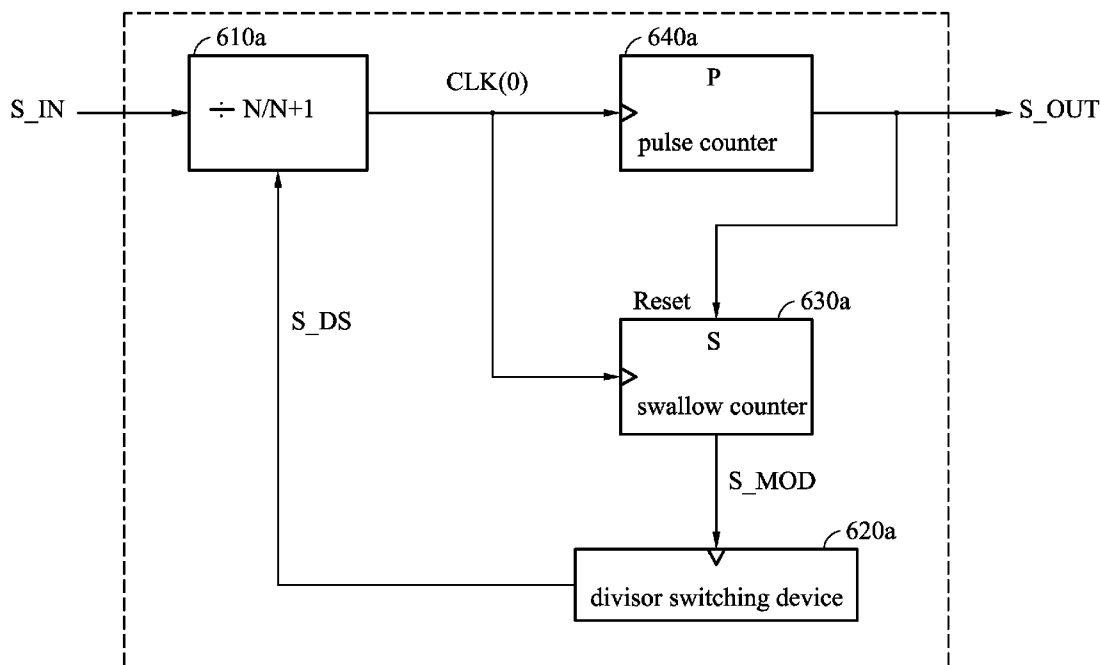 610a
640a
S_IN
÷ N/N+1
CLK(0)
P
pulse counter
S_OUT
Reset
630a
S_DS
S
swallow counter
S_MOD
620a
divisor switching device